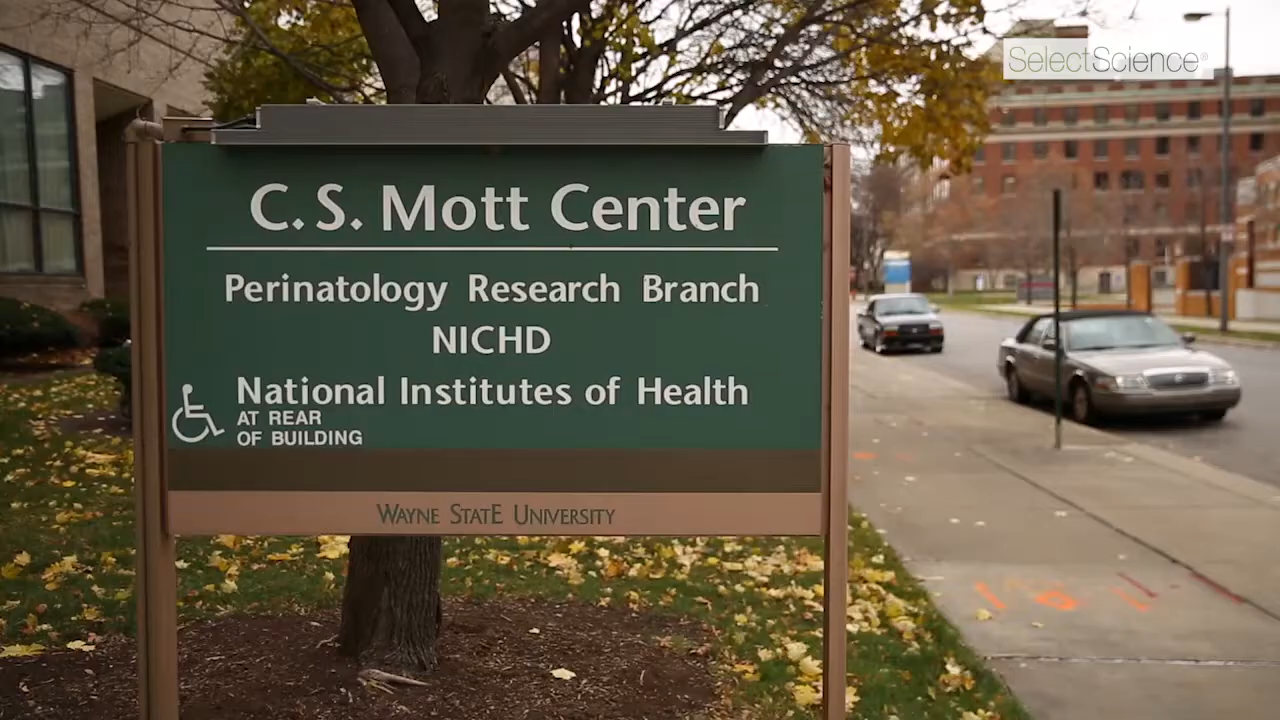 SelectScience®
C.S. Mott Center
Perinatology Research Branch
NICHD
National Institutes of Health
AT REAR
OF BUILDING
WAYNE STATE UNIVERSITY